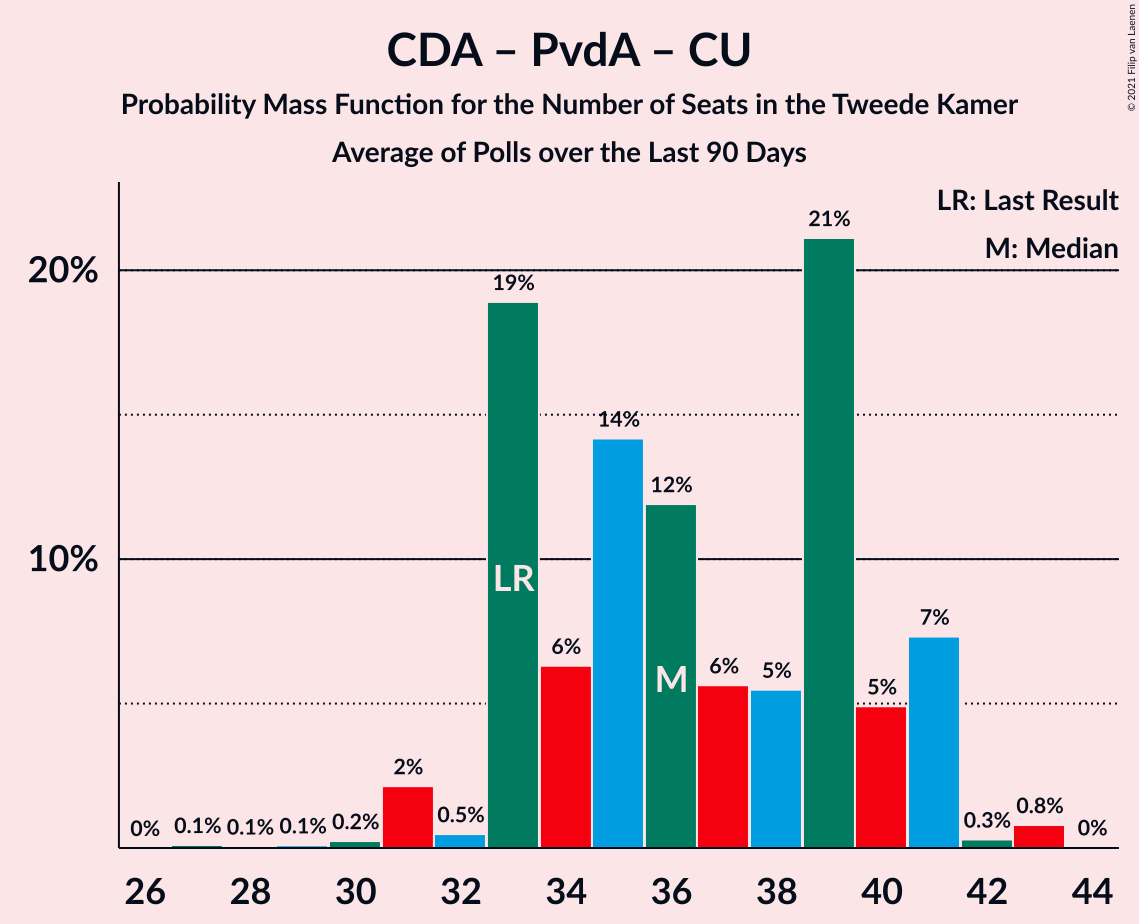 CDA – PvdA – CU
Probability Mass Function for the Number of Seats in the Tweede Kamer
Average of Polls over the Last 90 Days
© 2021 Filip van Laenen
LR: Last Result
M: Median
20%
10%
0%
0.1%
0.1%
0.1%
0.2%
2%
0.5%
19%
6%
14%
12%
6%
5%
21%
5%
7%
0.3%
0.8%
0%
LR
M
26 28 30 32 34 36 38 40 42 44